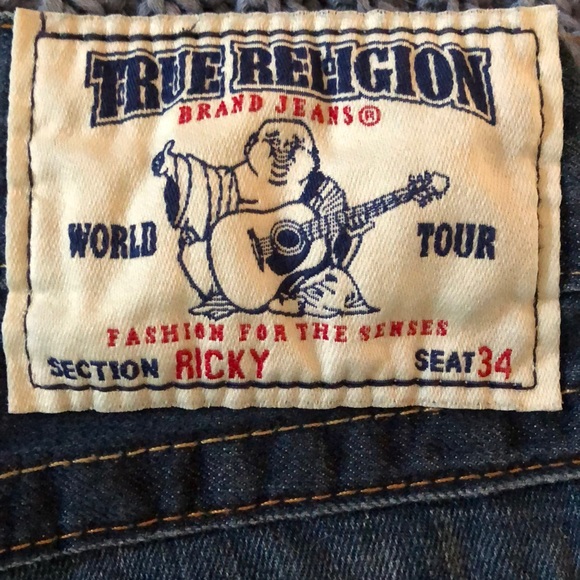 TRUE RELIGION
BRAND JEANS®
WORLD TOUR
FASHION FOR THE SENSES
SECTION RICKY SEAT 34